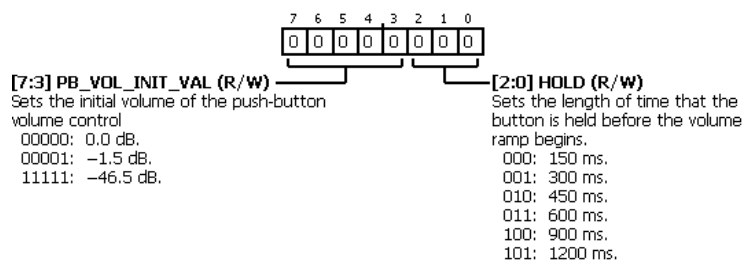 7 6 5 4 3 2 1 0
0 0 0 0 0 0 0 0
[7:3] PB_VOL_INIT_VAL (R/W)
Sets the initial volume of the push-button
volume control
00000: 0.0 dB.
00001: –1.5 dB.
11111: –46.5 dB.
[2:0] HOLD (R/W)
Sets the length of time that the
button is held before the volume
ramp begins.
000: 150 ms.
001: 300 ms.
010: 450 ms.
011: 600 ms.
100: 900 ms.
101: 1200 ms.